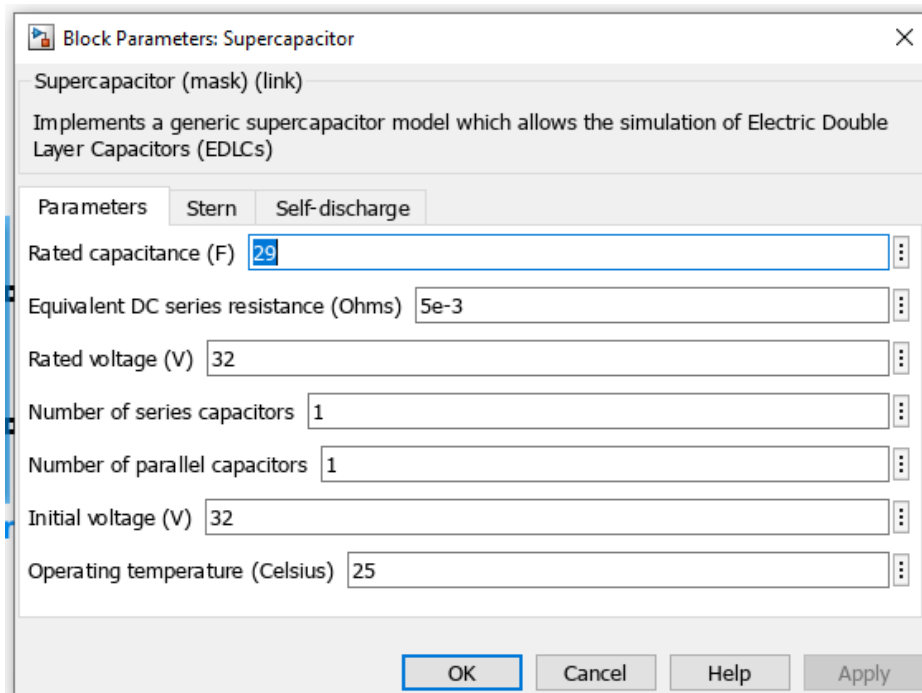 Block Parameters: Supercapacitor
Supercapacitor (mask) (link)
Implements a generic supercapacitor model which allows the simulation of Electric Double
Layer Capacitors (EDLCs)
Parameters Stern Self-discharge
Rated capacitance (F) 29
Equivalent DC series resistance (Ohms) 5e-3
Rated voltage (V) 32
Number of series capacitors 1
Number of parallel capacitors 1
Initial voltage (V) 32
Operating temperature (Celsius) 25
OK Cancel Help Apply